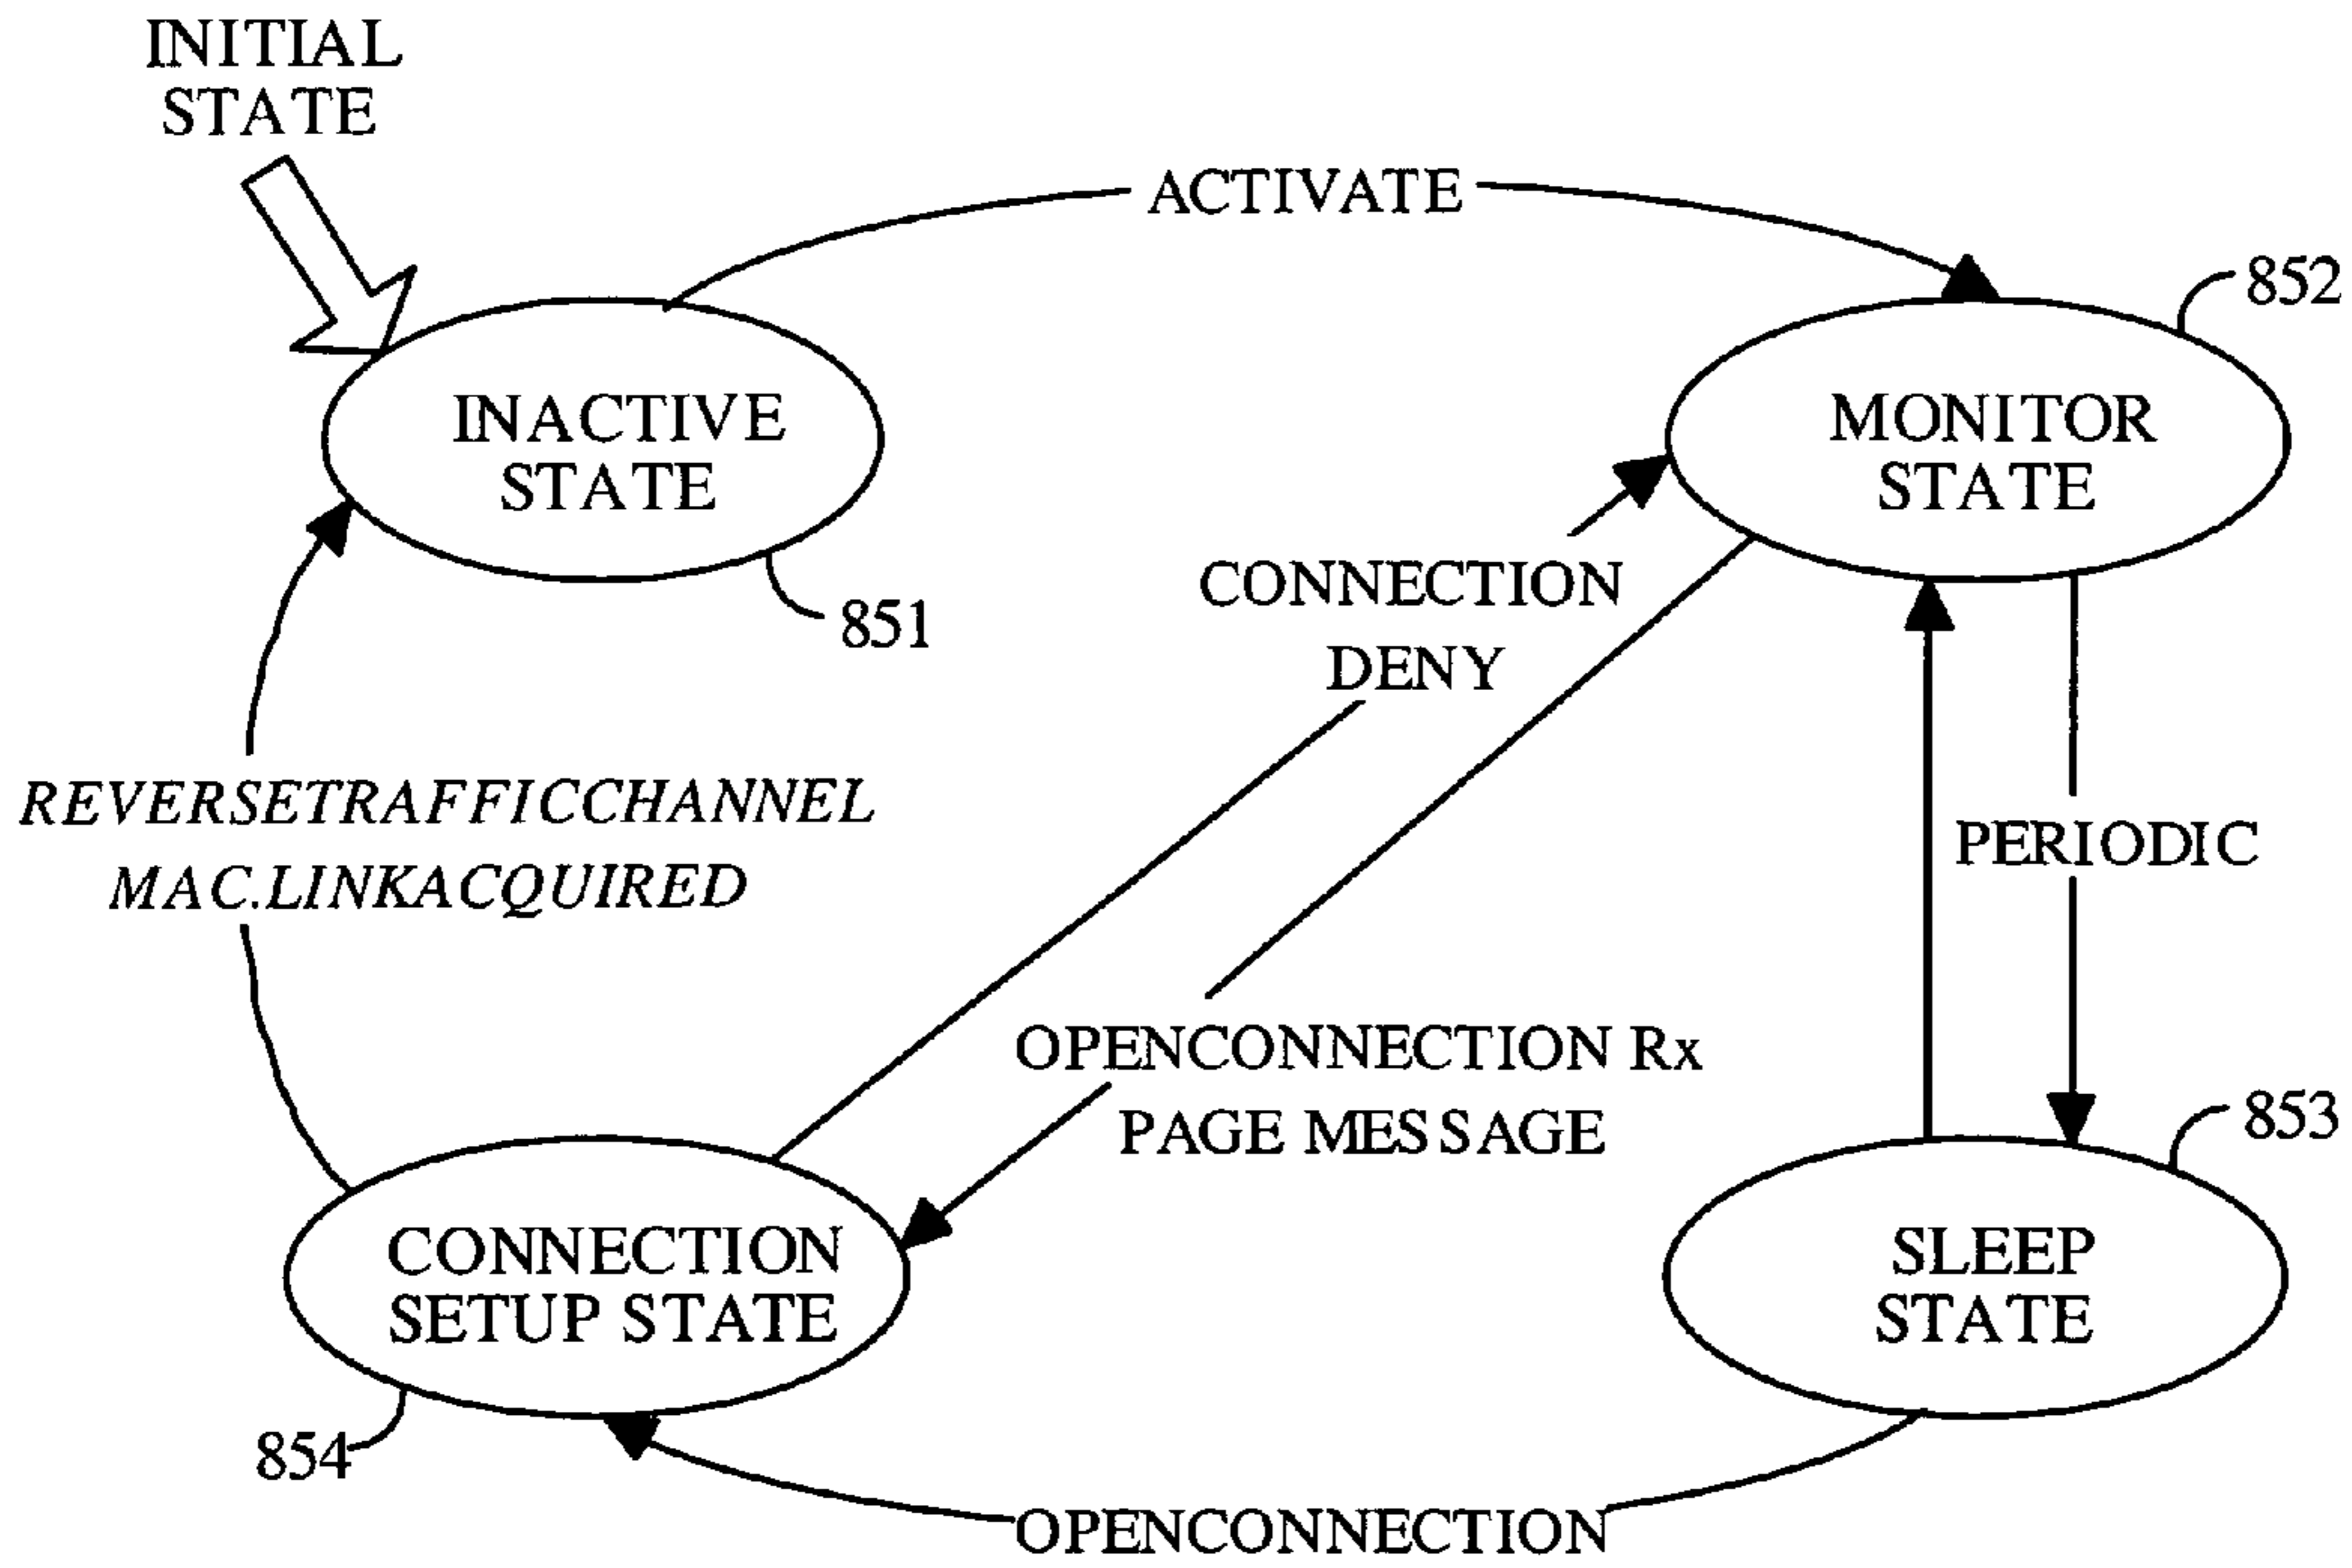 INITIAL
STATE
ACTIVATE
852
INACTIVE
STATE
MONITOR
STATE
851
CONNECTION
DENY
REVERSETRAFFICCHANNEL
MAC.LINKACQUIRED
PERIODIC
OPENCONNECTION Rx
PAGE MESSAGE
853
CONNECTION
SETUP STATE
SLEEP
STATE
854
OPENCONNECTION